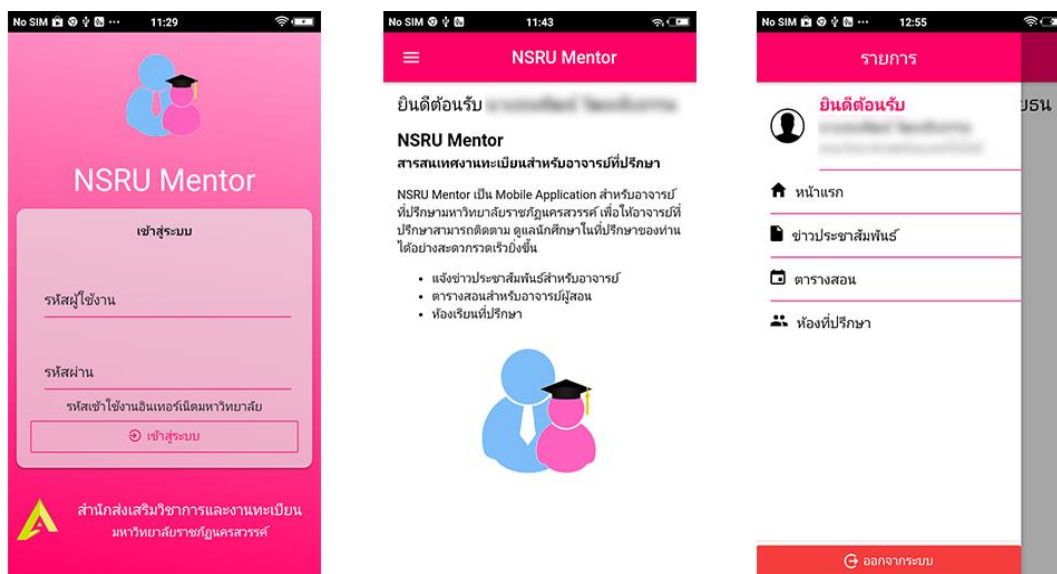 No SIM 11:29
NSRU Mentor
เข้าสู่ระบบ
รหัสผู้ใช้งาน
รหัสผ่าน
รหัสเข้าใช้งานอินเทอร์เน็ตมหาวิทยาลัย
เข้าสู่ระบบ
สำนักส่งเสริมวิชาการและงานทะเบียน
มหาวิทยาลัยราชภัฏนครสวรรค์
No SIM 11:43
NSRU Mentor
ยินดีต้อนรับ
NSRU Mentor
สารสนเทศงานทะเบียนสำหรับอาจารย์ที่ปรึกษา
NSRU Mentor เป็น Mobile Application สำหรับอาจารย์
ที่ปรึกษามหาวิทยาลัยราชภัฏนครสวรรค์ เพื่อให้อาจารย์ที่
ปรึกษาสามารถติดตาม ดูแลนักศึกษาในที่ปรึกษาของท่าน
ได้อย่างสะดวกรวดเร็วยิ่งขึ้น
• แจ้งข่าวประชาสัมพันธ์สำหรับอาจารย์
• ตารางสอนสำหรับอาจารย์ผู้สอน
• ห้องเรียนที่ปรึกษา
No SIM 12:55
รายการ
ยินดีต้อนรับ
หน้าแรก
ข่าวประชาสัมพันธ์
ตารางสอน
ห้องที่ปรึกษา
ออกจากระบบ